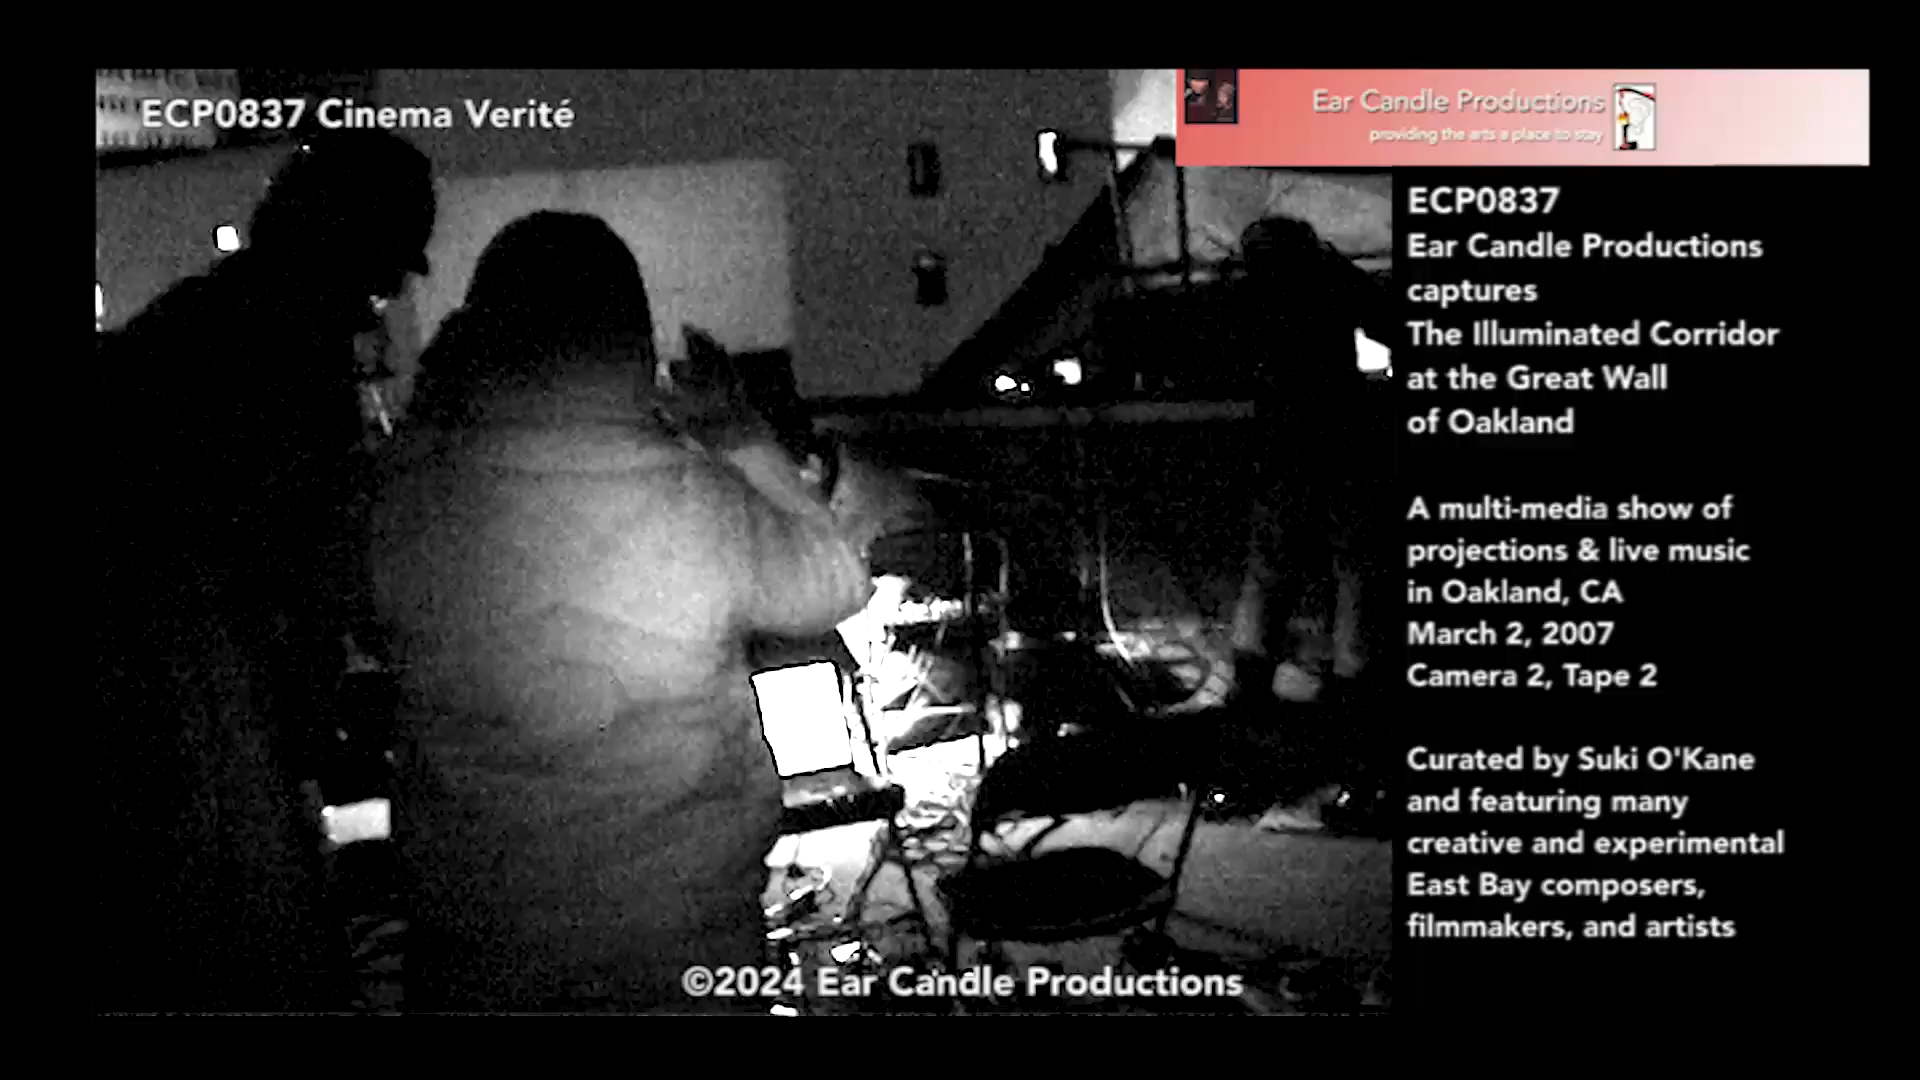 ECP0837 Cinema Verité
Ear Candle Productions
providing the arts a place to stay
ECP0837
Ear Candle Productions
captures
The Illuminated Corridor
at the Great Wall
of Oakland
A multi-media show of
projections & live music
in Oakland, CA
March 2, 2007
Camera 2, Tape 2
Curated by Suki O'Kane
and featuring many
creative and experimental
East Bay composers,
filmmakers, and artists
©2024 Ear Candle Productions